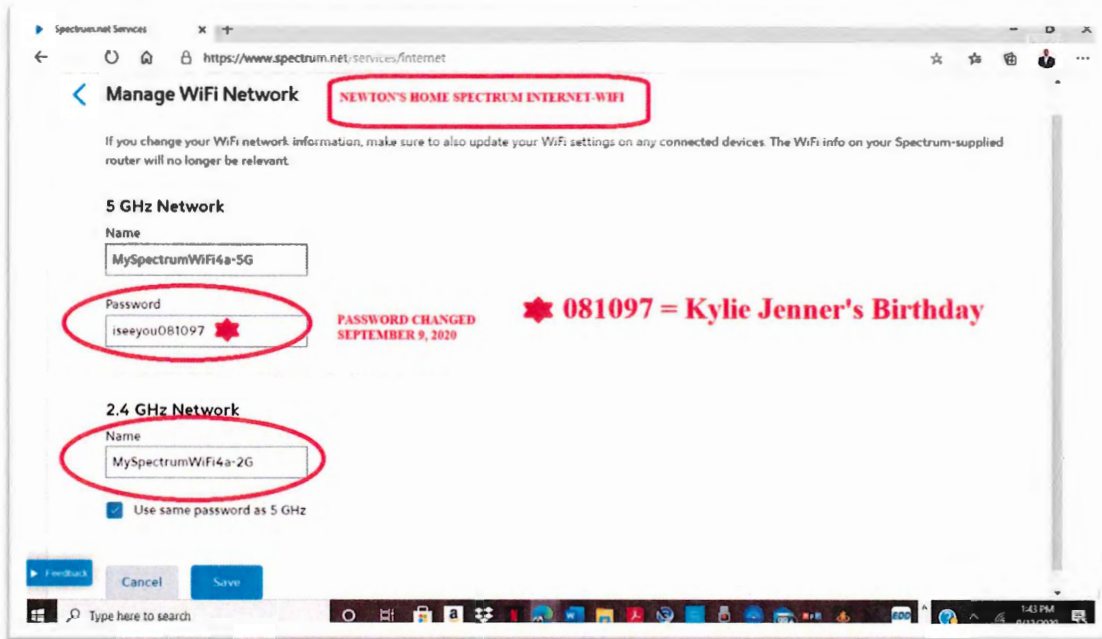 Spectrum.net Services
https://www.spectrum.net/services/internet
Manage WiFi Network
NEWTON'S HOME SPECTRUM INTERNET-WIFI
If you change your WiFi network information, make sure to also update your WiFi settings on any connected devices. The WiFi info on your Spectrum-supplied
router will no longer be relevant.
5 GHz Network
Name
MySpectrumWiFi4a-5G
Password
iseeyou081097
PASSWORD CHANGED
SEPTEMBER 9, 2020
081097 = Kylie Jenner's Birthday
2.4 GHz Network
Name
MySpectrumWiFi4a-2G
Use same password as 5 GHz
Feedback
Cancel
Save
Type here to search
a
EDD
1:43 PM